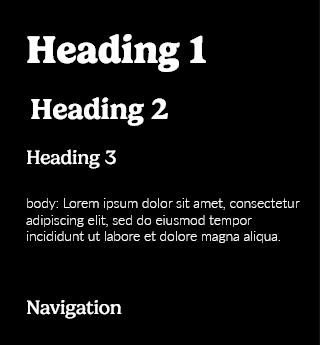 Heading 1
Heading 2
Heading 3
body: Lorem ipsum dolor sit amet, consectetur
adipiscing elit, sed do eiusmod tempor
incididunt ut labore et dolore magna aliqua.
Navigation